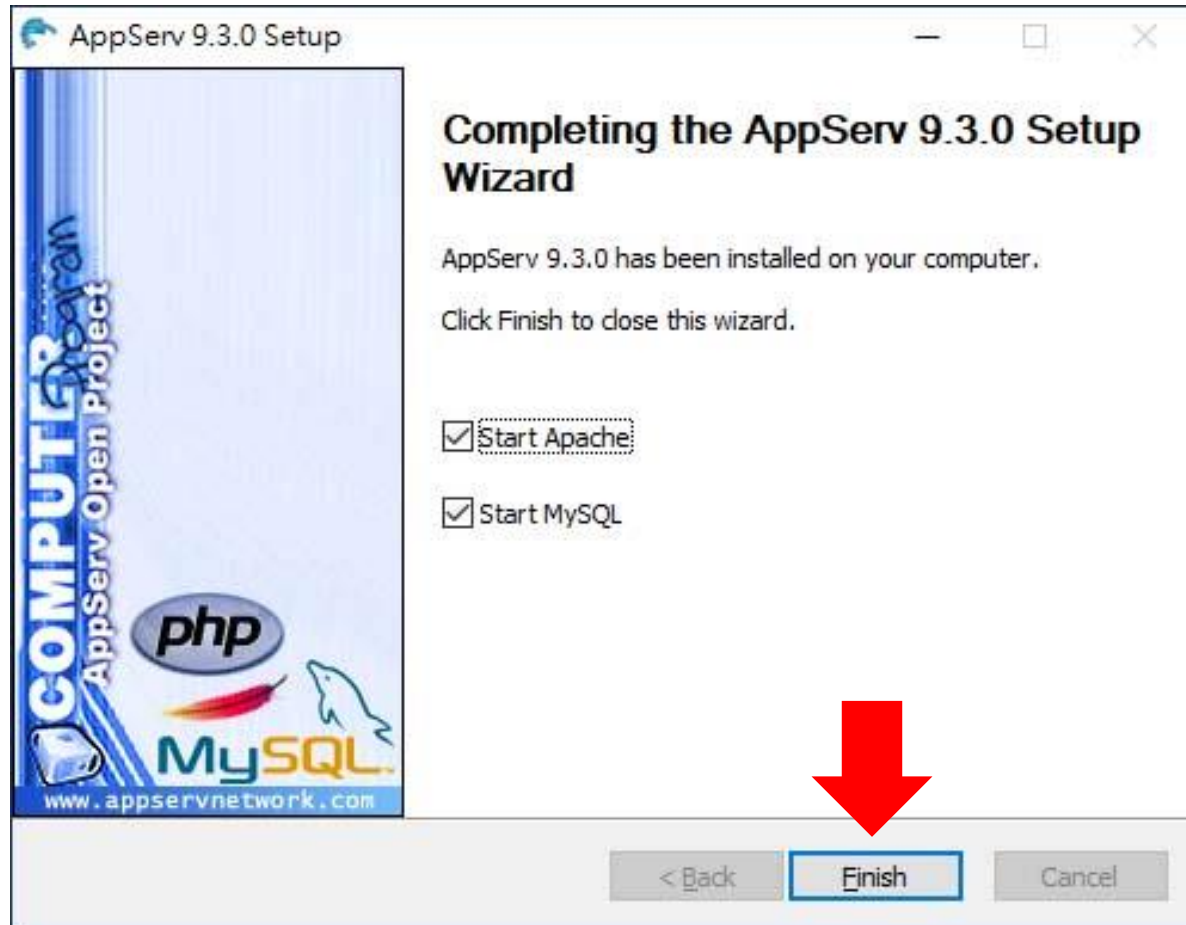 AppServ 9.3.0 Setup
Completing the AppServ 9.3.0 Setup
Wizard
AppServ 9.3.0 has been installed on your computer.
Click Finish to close this wizard.
Start Apache
Start MySQL
COMPUTER
Program
AppServ Open Project
php
MySQL
www.appservnetwork.com
< Back
Finish
Cancel